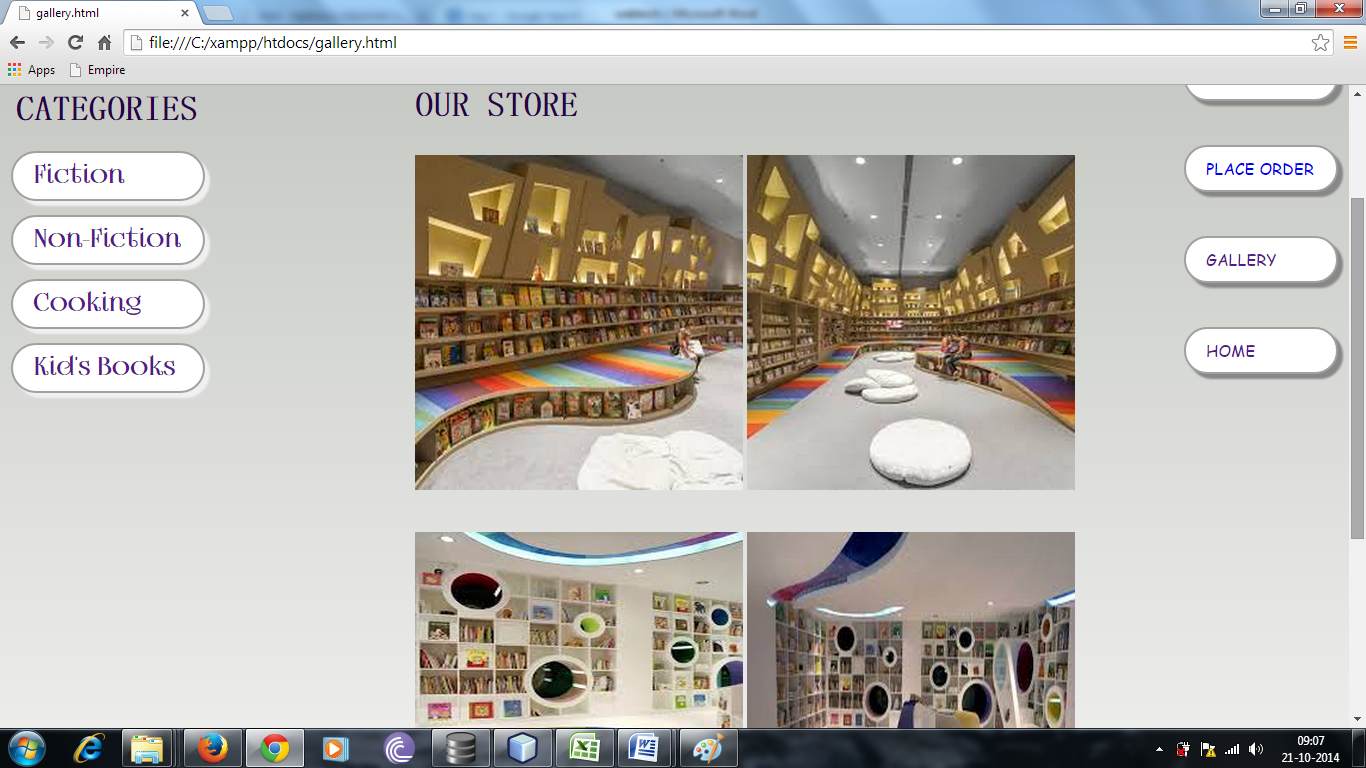 gallery.html
file:///C:/xampp/htdocs/gallery.html
Apps
Empire
CATEGORIES
Fiction
Non-Fiction
Cooking
Kid's Books
OUR STORE
PLACE ORDER
GALLERY
HOME
09:07
21-10-2014